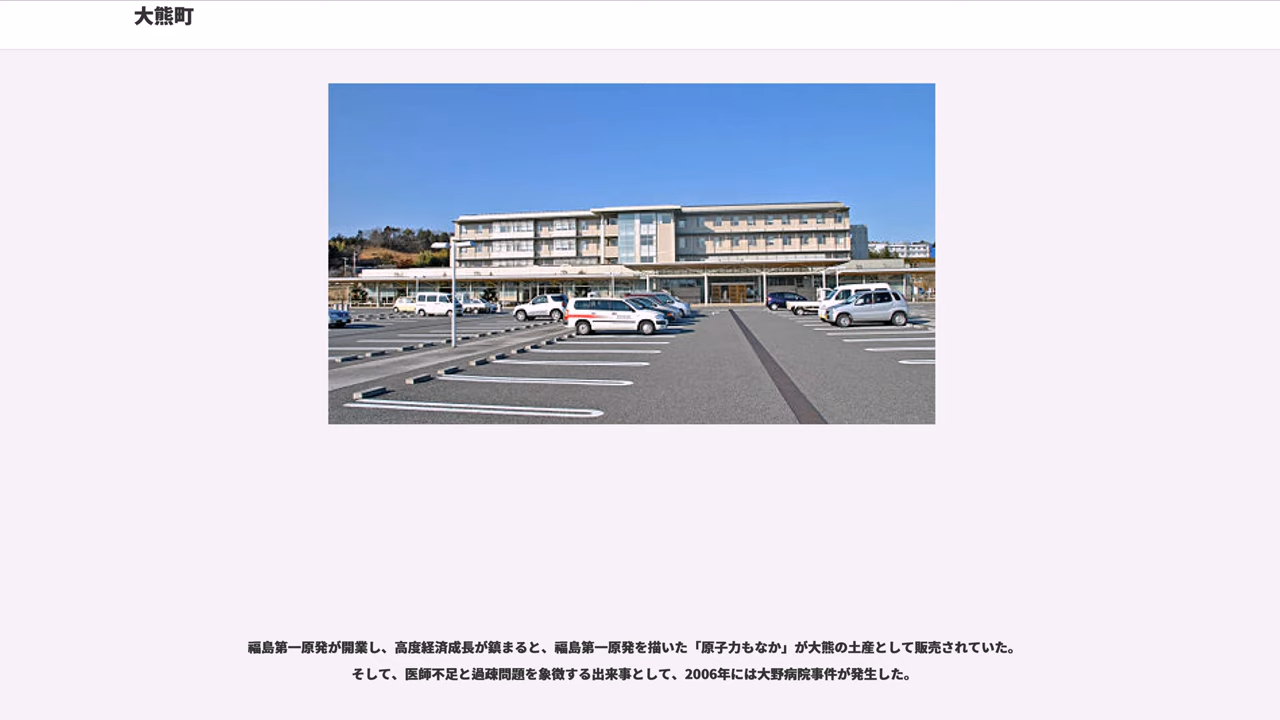 大熊町
福島第一原発が開業し、高度経済成長が鎮まると、福島第一原発を描いた「原子力もなか」が大熊の土産として販売されていた。
そして、医師不足と過疎問題を象徴する出来事として、2006年には大野病院事件が発生した。